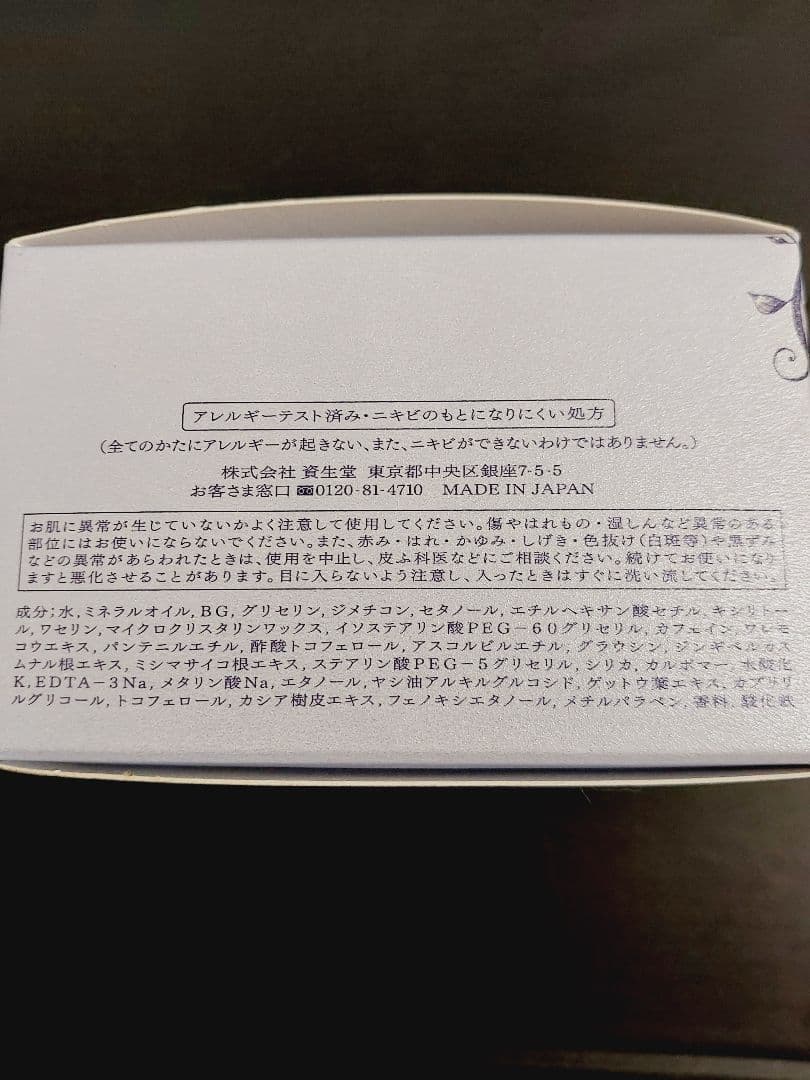 アレルギーテスト済み・ニキビのもとになりにくい処方
(全てのかたにアレルギーが起きない、また、ニキビができないわけではありません。)
株式会社 資生堂 東京都中央区銀座7-5-5
お客さま窓口 0120-81-4710 MADE IN JAPAN
お肌に異常が生じていないかよく注意して使用してください。傷やはれもの・湿しんなど異常のある
部位にはお使いにならないでください。また、赤み・はれ・かゆみ・しげき・色抜け(白斑等)や黒ずみ
などの異常があらわれたときは、使用を中止し、皮ふ科医などにご相談ください。続けてお使いになり
ますと悪化させることがあります。目に入らないよう注意し、入ったときはすぐに洗い流してください。
成分;水,ミネラルオイル,BG,グリセリン,ジメチコン,セタノール,エチルヘキサン酸セチル,キシリトー
ル,ワセリン,マイクロクリスタリンワックス,イソステアリン酸PEG-60グリセリル,カフェイン,ワレモ
コウエキス,パンテニルエチル,酢酸トコフェロール,アスコルビルエチル,グラウシン,ジンギベルカス
ムナル根エキス,ミシマサイコ根エキス,ステアリン酸PEG-5グリセリル,シリカ,カルボマー,水酸化
K,EDTA-3Na,メタリン酸Na,エタノール,ヤシ油アルキルグルコシド,ゲットウ葉エキス,カプリリ
ルグリコール,トコフェロール,カシア樹皮エキス,フェノキシエタノール,メチルパラベン,香料,酸化鉄